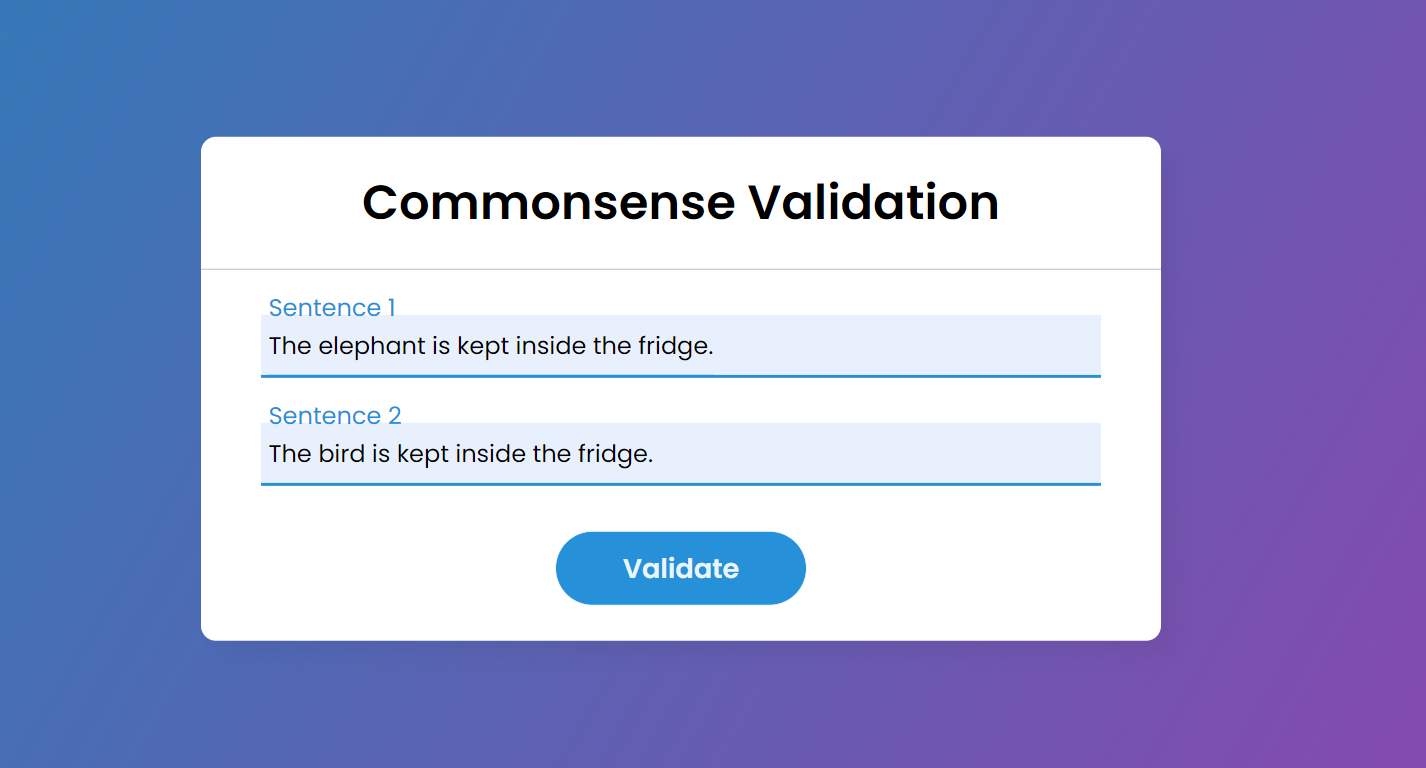 Commonsense Validation
Sentence 1
The elephant is kept inside the fridge.
Sentence 2
The bird is kept inside the fridge.
Validate